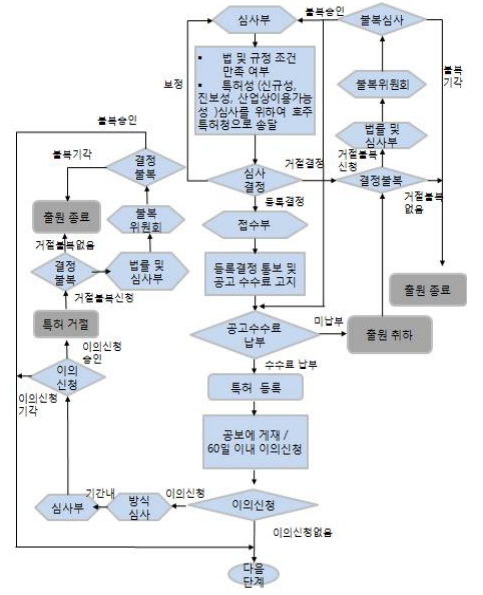 심사부
불복승인
불복심사
▪ 법 및 규정 조건
만족 여부
▪ 특허성 (신규성,
진보성, 산업상이용가능
성 )심사를 위하여 호주
특허청으로 송달
보정
불복
기각
불복위원회
법률 및
심사부
거절불복
신청
거절결정
심사
결정
결정불복
거절불복
없음
등록결정
접수부
등록결정 통보 및
공고 수수료 고지
출원 종료
공고수수료
납부
미납부
출원 취하
수수료 납부
특허 등록
공보에 게재 /
60일 이내 이의신청
이의신청
이의신청없음
다음
단계
불복승인
불복기각
결정
불복
출원 종료
불복
위원회
거절불복없음
결정
불복
법률 및
심사부
거절불복신청
특허 거절
이의신청
승인
이의
신청
이의신청
기각
심사부
기간내
방식
심사
이의신청